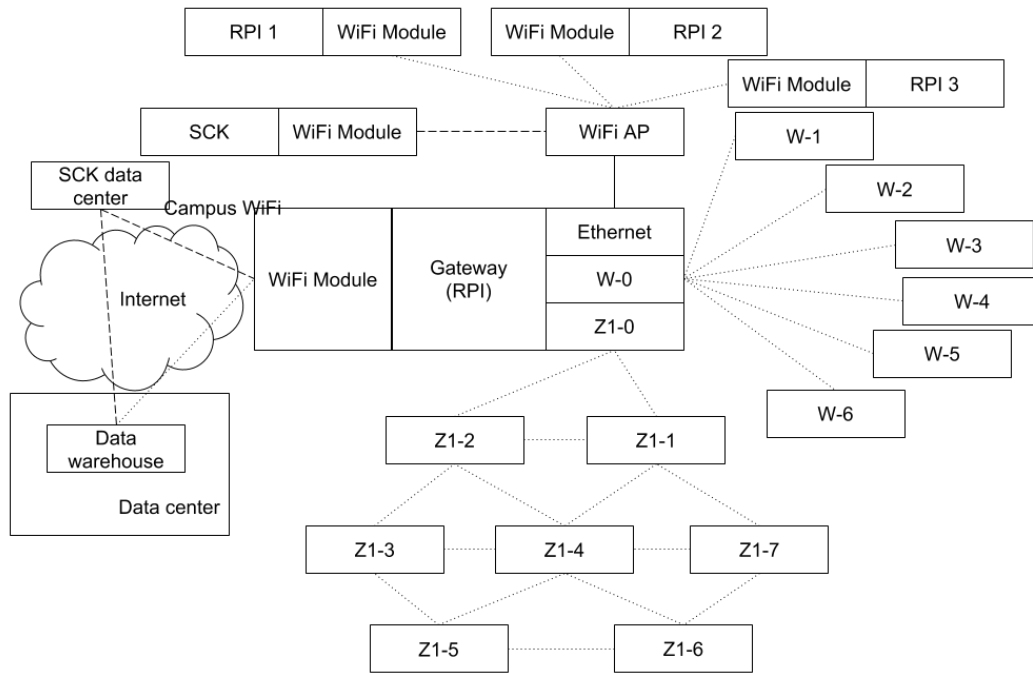 RPI 1
WiFi Module
WiFi Module
RPI 2
WiFi Module
RPI 3
SCK
WiFi Module
WiFi AP
W-1
SCK data
center
W-2
Campus WiFi
Ethernet
W-3
WiFi Module
Gateway
(RPI)
W-0
Internet
W-4
Z1-0
W-5
W-6
Z1-2
Z1-1
Data
warehouse
Data center
Z1-3
Z1-4
Z1-7
Z1-5
Z1-6